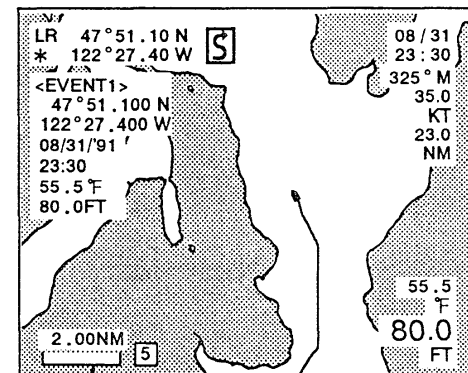 LR 47°51.10 N
* 122°27.40 W
S
<EVENT1>
47°51.100 N
122°27.400 W
08/31/'91
23:30
55.5°F
80.0FT
08/31
23:30
325°M
35.0
KT
23.0
NM
55.5
°F
80.0
FT
2.00NM
5